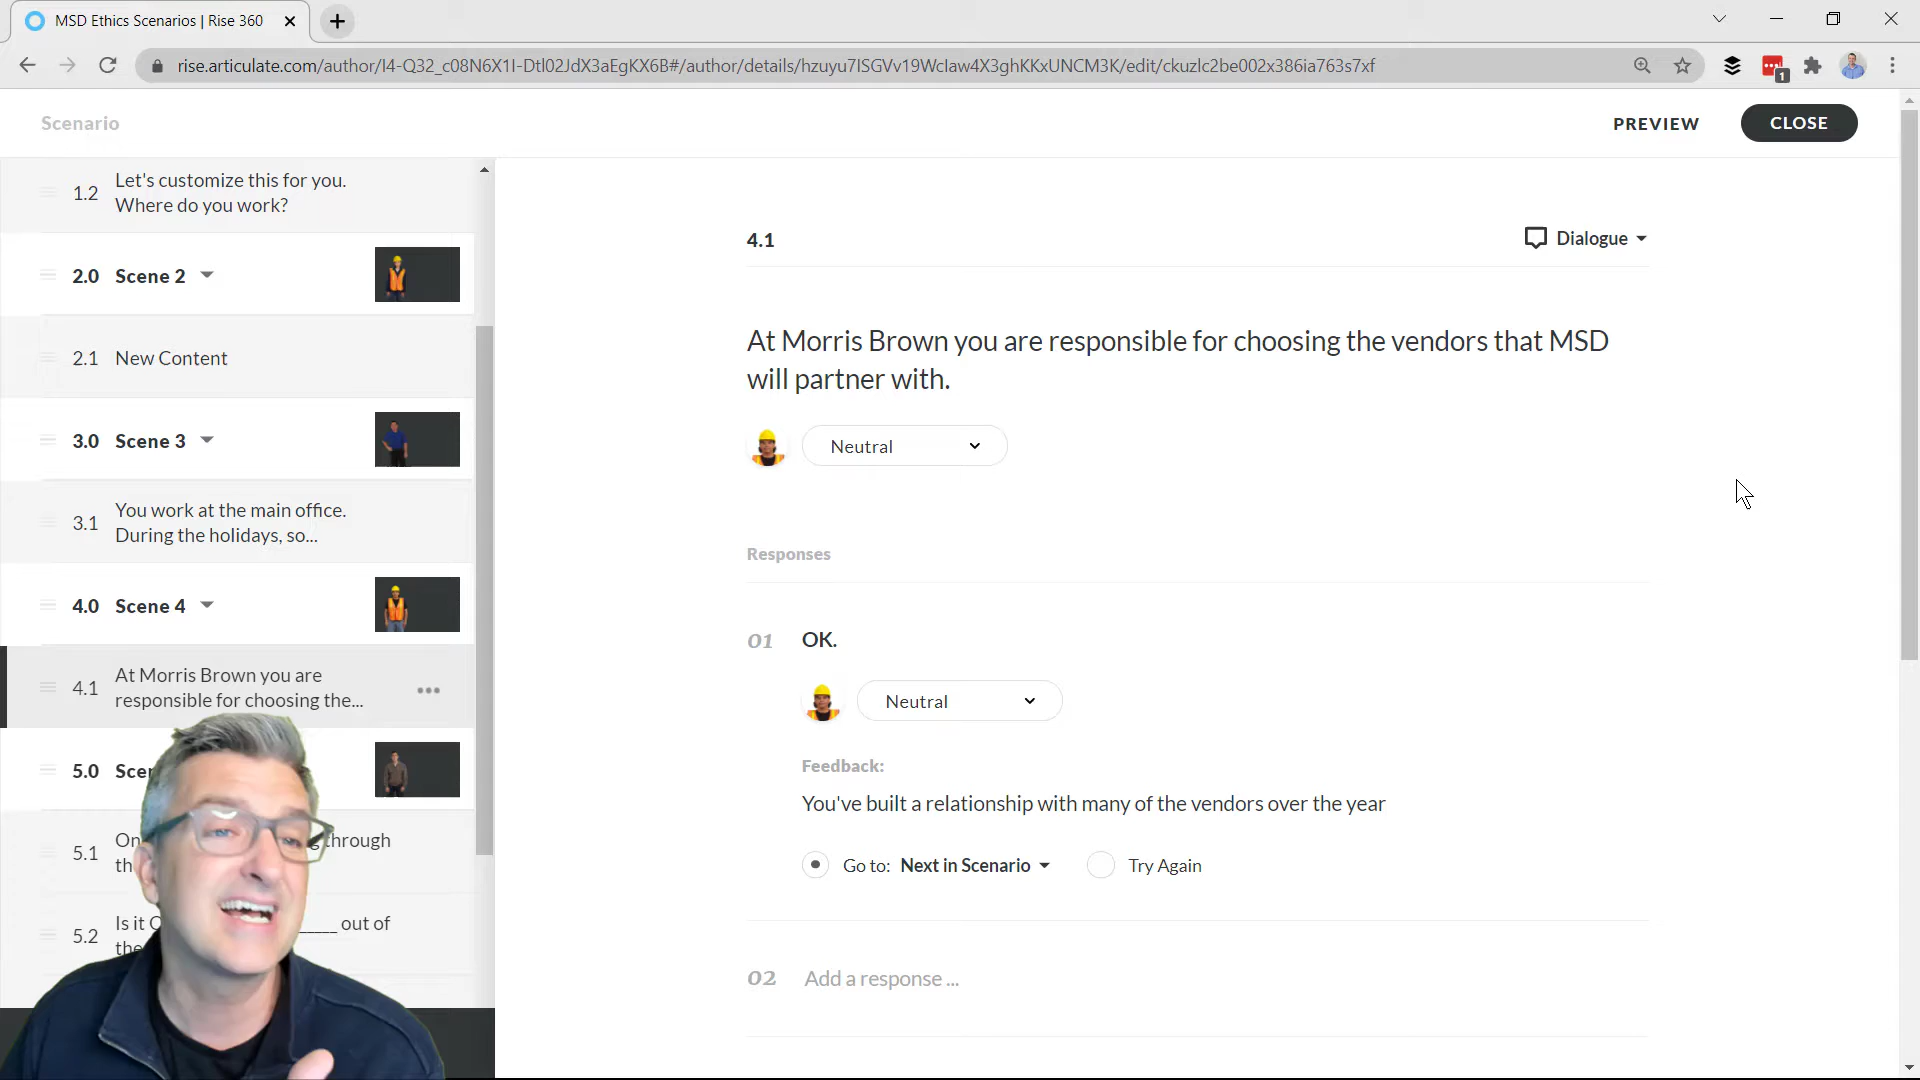 MSD Ethics Scenarios | Rise 360
rise.articulate.com/author/I4-Q32_c08N6X1I-DtI02JdX3aEgKX6B#/author/details/hzuyu7ISGVv19WcIaw4X3ghKKxUNCM3K/edit/ckuzlc2be002x386ia763s7xf
1
Scenario
PREVIEW
CLOSE
1.2
Let's customize this for you.
Where do you work?
2.0 Scene 2
2.1 New Content
3.0 Scene 3
3.1
You work at the main office.
During the holidays, so...
4.0 Scene 4
4.1
At Morris Brown you are
responsible for choosing the...
5.0
5.1
through
5.2
Is it
out of
4.1
Dialogue
At Morris Brown you are responsible for choosing the vendors that MSD
will partner with.
Neutral
Responses
01 OK.
Neutral
Feedback:
You've built a relationship with many of the vendors over the year
Go to: Next in Scenario
Try Again
02 Add a response ...